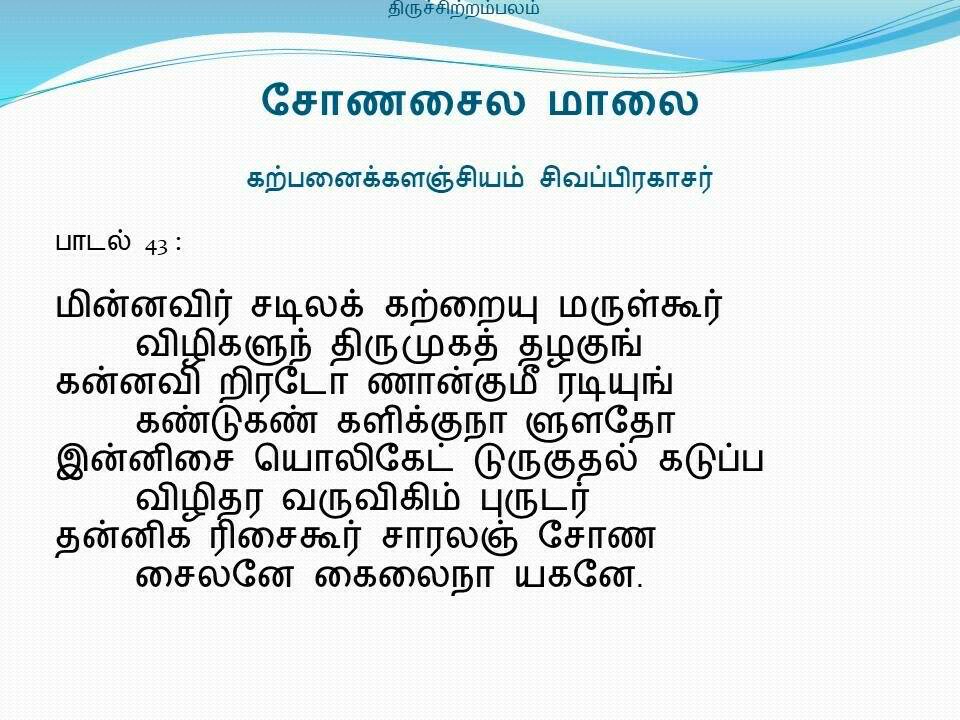 திருச்சிற்றம்பலம்
சோணசைல மாலை
கற்பனைக்களஞ்சியம் சிவப்பிரகாசர்
பாடல் 43 :
மின்னவிர் சடிலக் கற்றையு மருள்கூர்
விழிகளுந் திருமுகத் தழகுங்
கன்னவி றிரடோ ணான்குமீ ரடியுங்
கண்டுகண் களிக்குநா ளுளதோ
இன்னிசை யொலிகேட் டுருகுதல் கடுப்ப
விழிதர வருவிகிம் புருடர்
தன்னிக ரிசைகூர் சாரலஞ் சோண
சைலனே கைலைநா யகனே.